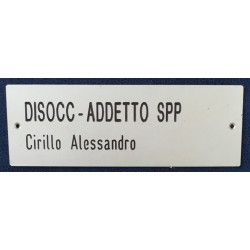 DISOCC - ADDETTO SPP
Cirillo Alessandro